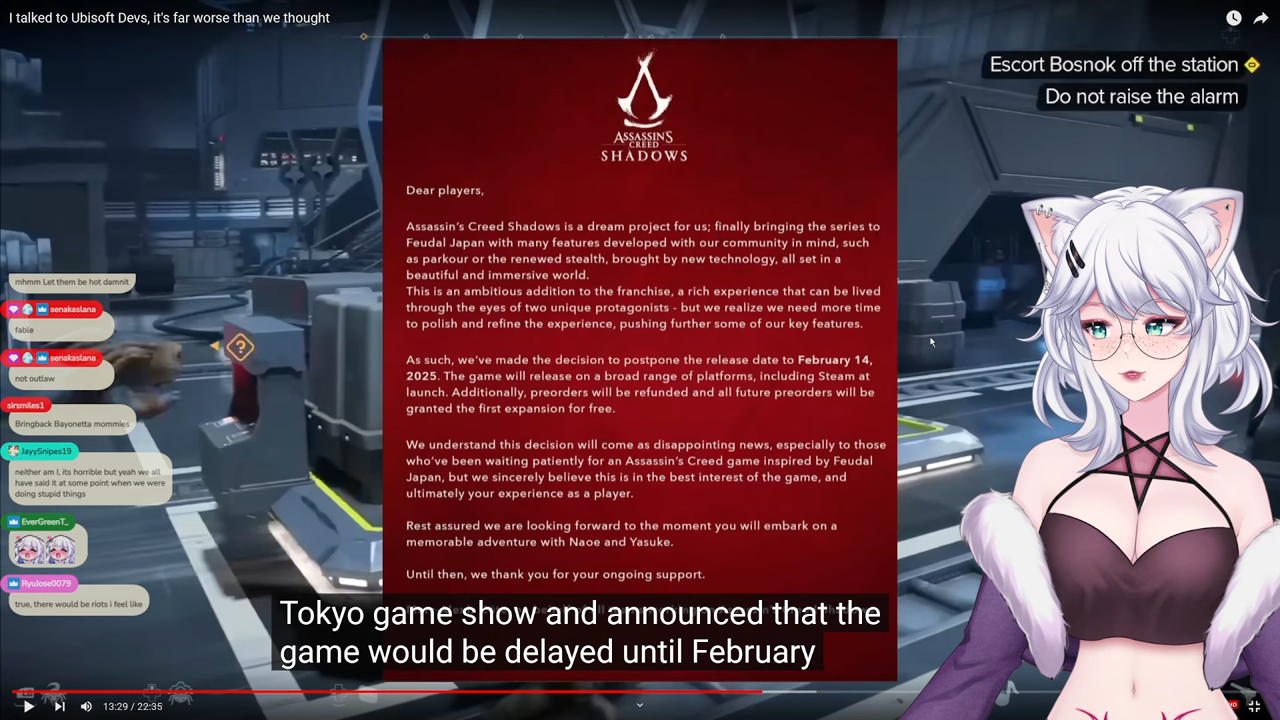 I talked to Ubisoft Devs, it's far worse than we thought
Escort Bosnok off the station
Do not raise the alarm
ASSASSIN'S
CREED
SHADOWS
Dear players,
Assassin's Creed Shadows is a dream project for us; finally bringing the series to
Feudal Japan with many features developed with our community in mind, such
as parkour or the renewed stealth, brought by new technology, all set in a
beautiful and immersive world.
This is an ambitious addition to the franchise, a rich experience that can be lived
through the eyes of two unique protagonists - but we realize we need more time
to polish and refine the experience, pushing further some of our key features.
As such, we've made the decision to postpone the release date to February 14,
2025. The game will release on a broad range of platforms, including Steam at
launch. Additionally, preorders will be refunded and all future preorders will be
granted the first expansion for free.
We understand this decision will come as disappointing news, especially to those
who've been waiting patiently for an Assassin's Creed game inspired by Feudal
Japan, but we sincerely believe this is in the best interest of the game, and
ultimately your experience as a player.
Rest assured we are looking forward to the moment you will embark on a
memorable adventure with Naoe and Yasuke.
Until then, we thank you for your ongoing support.
mhmm Let them be hot damnit
senakaslana
fable
senakaslana
not outlaw
sirsmiles1
Bringback Bayonetta mommies
JayySnipes19
neither am I, its horrible but yeah we all
have said it at some point when we were
doing stupid things
EverGreenT_
RyuJose0079
true, there would be riots i feel like
Tokyo game show and announced that the
game would be delayed until February
13:29 / 22:35